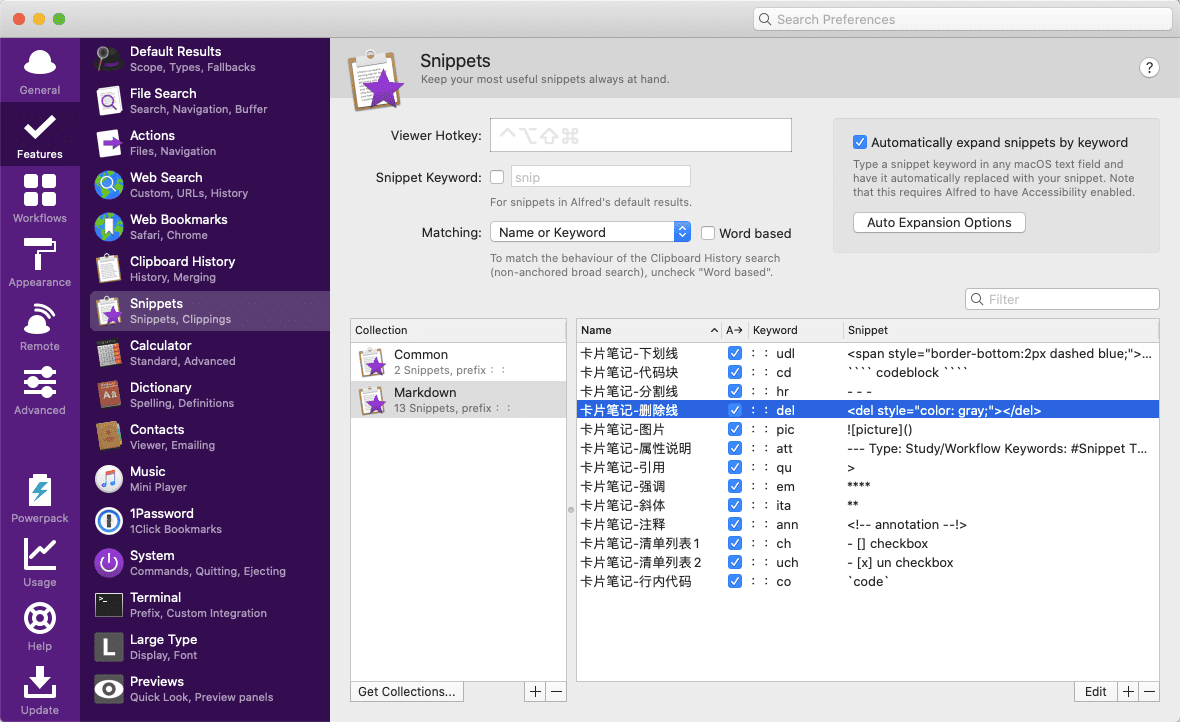 Search Preferences
General
Features
Workflows
Appearance
Remote
Advanced
Powerpack
Usage
Help
Update
Default Results
Scope, Types, Fallbacks
File Search
Search, Navigation, Buffer
Actions
Files, Navigation
Web Search
Custom, URLs, History
Web Bookmarks
Safari, Chrome
Clipboard History
History, Merging
Snippets
Snippets, Clippings
Calculator
Standard, Advanced
Dictionary
Spelling, Definitions
Contacts
Viewer, Emailing
Music
Mini Player
1Password
1Click Bookmarks
System
Commands, Quitting, Ejecting
Terminal
Prefix, Custom Integration
Large Type
Display, Font
Previews
Quick Look, Preview panels
Snippets
Keep your most useful snippets always at hand.
?
Viewer Hotkey: ⌃⌥⇧⌘
Snippet Keyword: snip
For snippets in Alfred's default results.
Matching: Name or Keyword Word based
To match the behaviour of the Clipboard History search
(non-anchored broad search), uncheck "Word based".
Automatically expand snippets by keyword
Type a snippet keyword in any macOS text field and
have it automatically replaced with your snippet. Note
that this requires Alfred to have Accessibility enabled.
Auto Expansion Options
Filter
Collection
Common
2 Snippets, prefix : :
Markdown
13 Snippets, prefix : :
Get Collections...
+ −
Name A→ Keyword Snippet
卡片笔记-下划线 : : udl <span style="border-bottom:2px dashed blue;">...
卡片笔记-代码块 : : cd ```` codeblock ````
卡片笔记-分割线 : : hr - - -
卡片笔记-删除线 : : del <del style="color: gray;"></del>
卡片笔记-图片 : : pic ![picture]()
卡片笔记-属性说明 : : att --- Type: Study/Workflow Keywords: #Snippet T...
卡片笔记-引用 : : qu >
卡片笔记-强调 : : em ****
卡片笔记-斜体 : : ita **
卡片笔记-注释 : : ann <!-- annotation --!>
卡片笔记-清单列表1 : : ch - [] checkbox
卡片笔记-清单列表2 : : uch - [x] un checkbox
卡片笔记-行内代码 : : co `code`
Edit + −